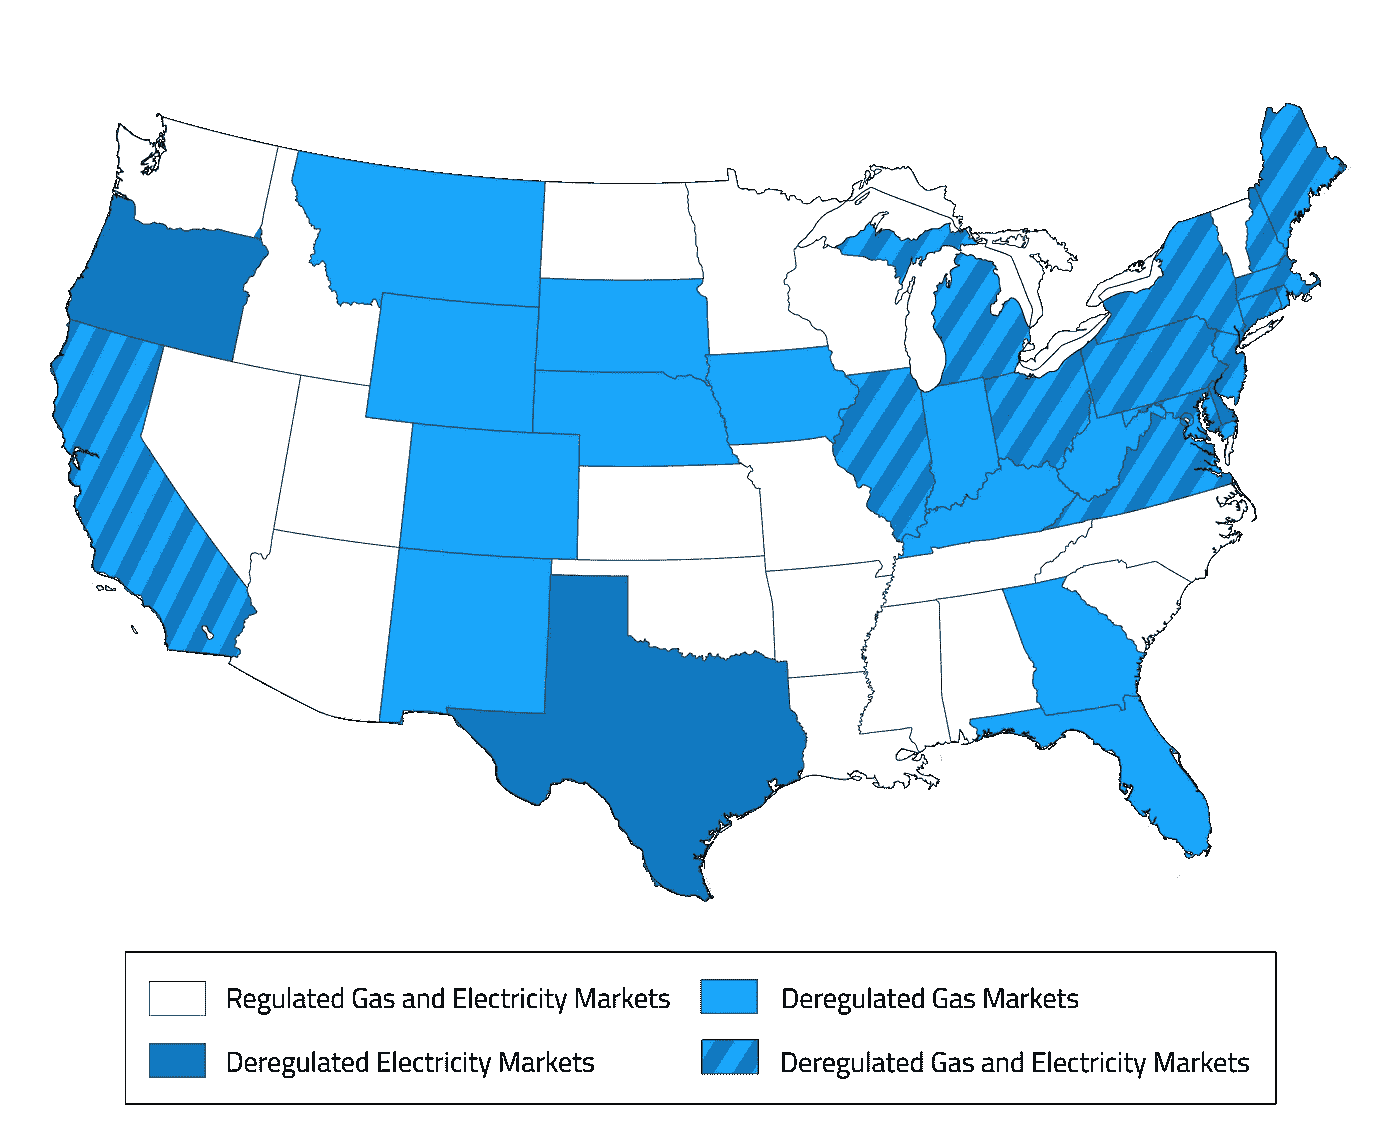 Regulated Gas and Electricity Markets
Deregulated Gas Markets
Deregulated Electricity Markets
Deregulated Gas and Electricity Markets